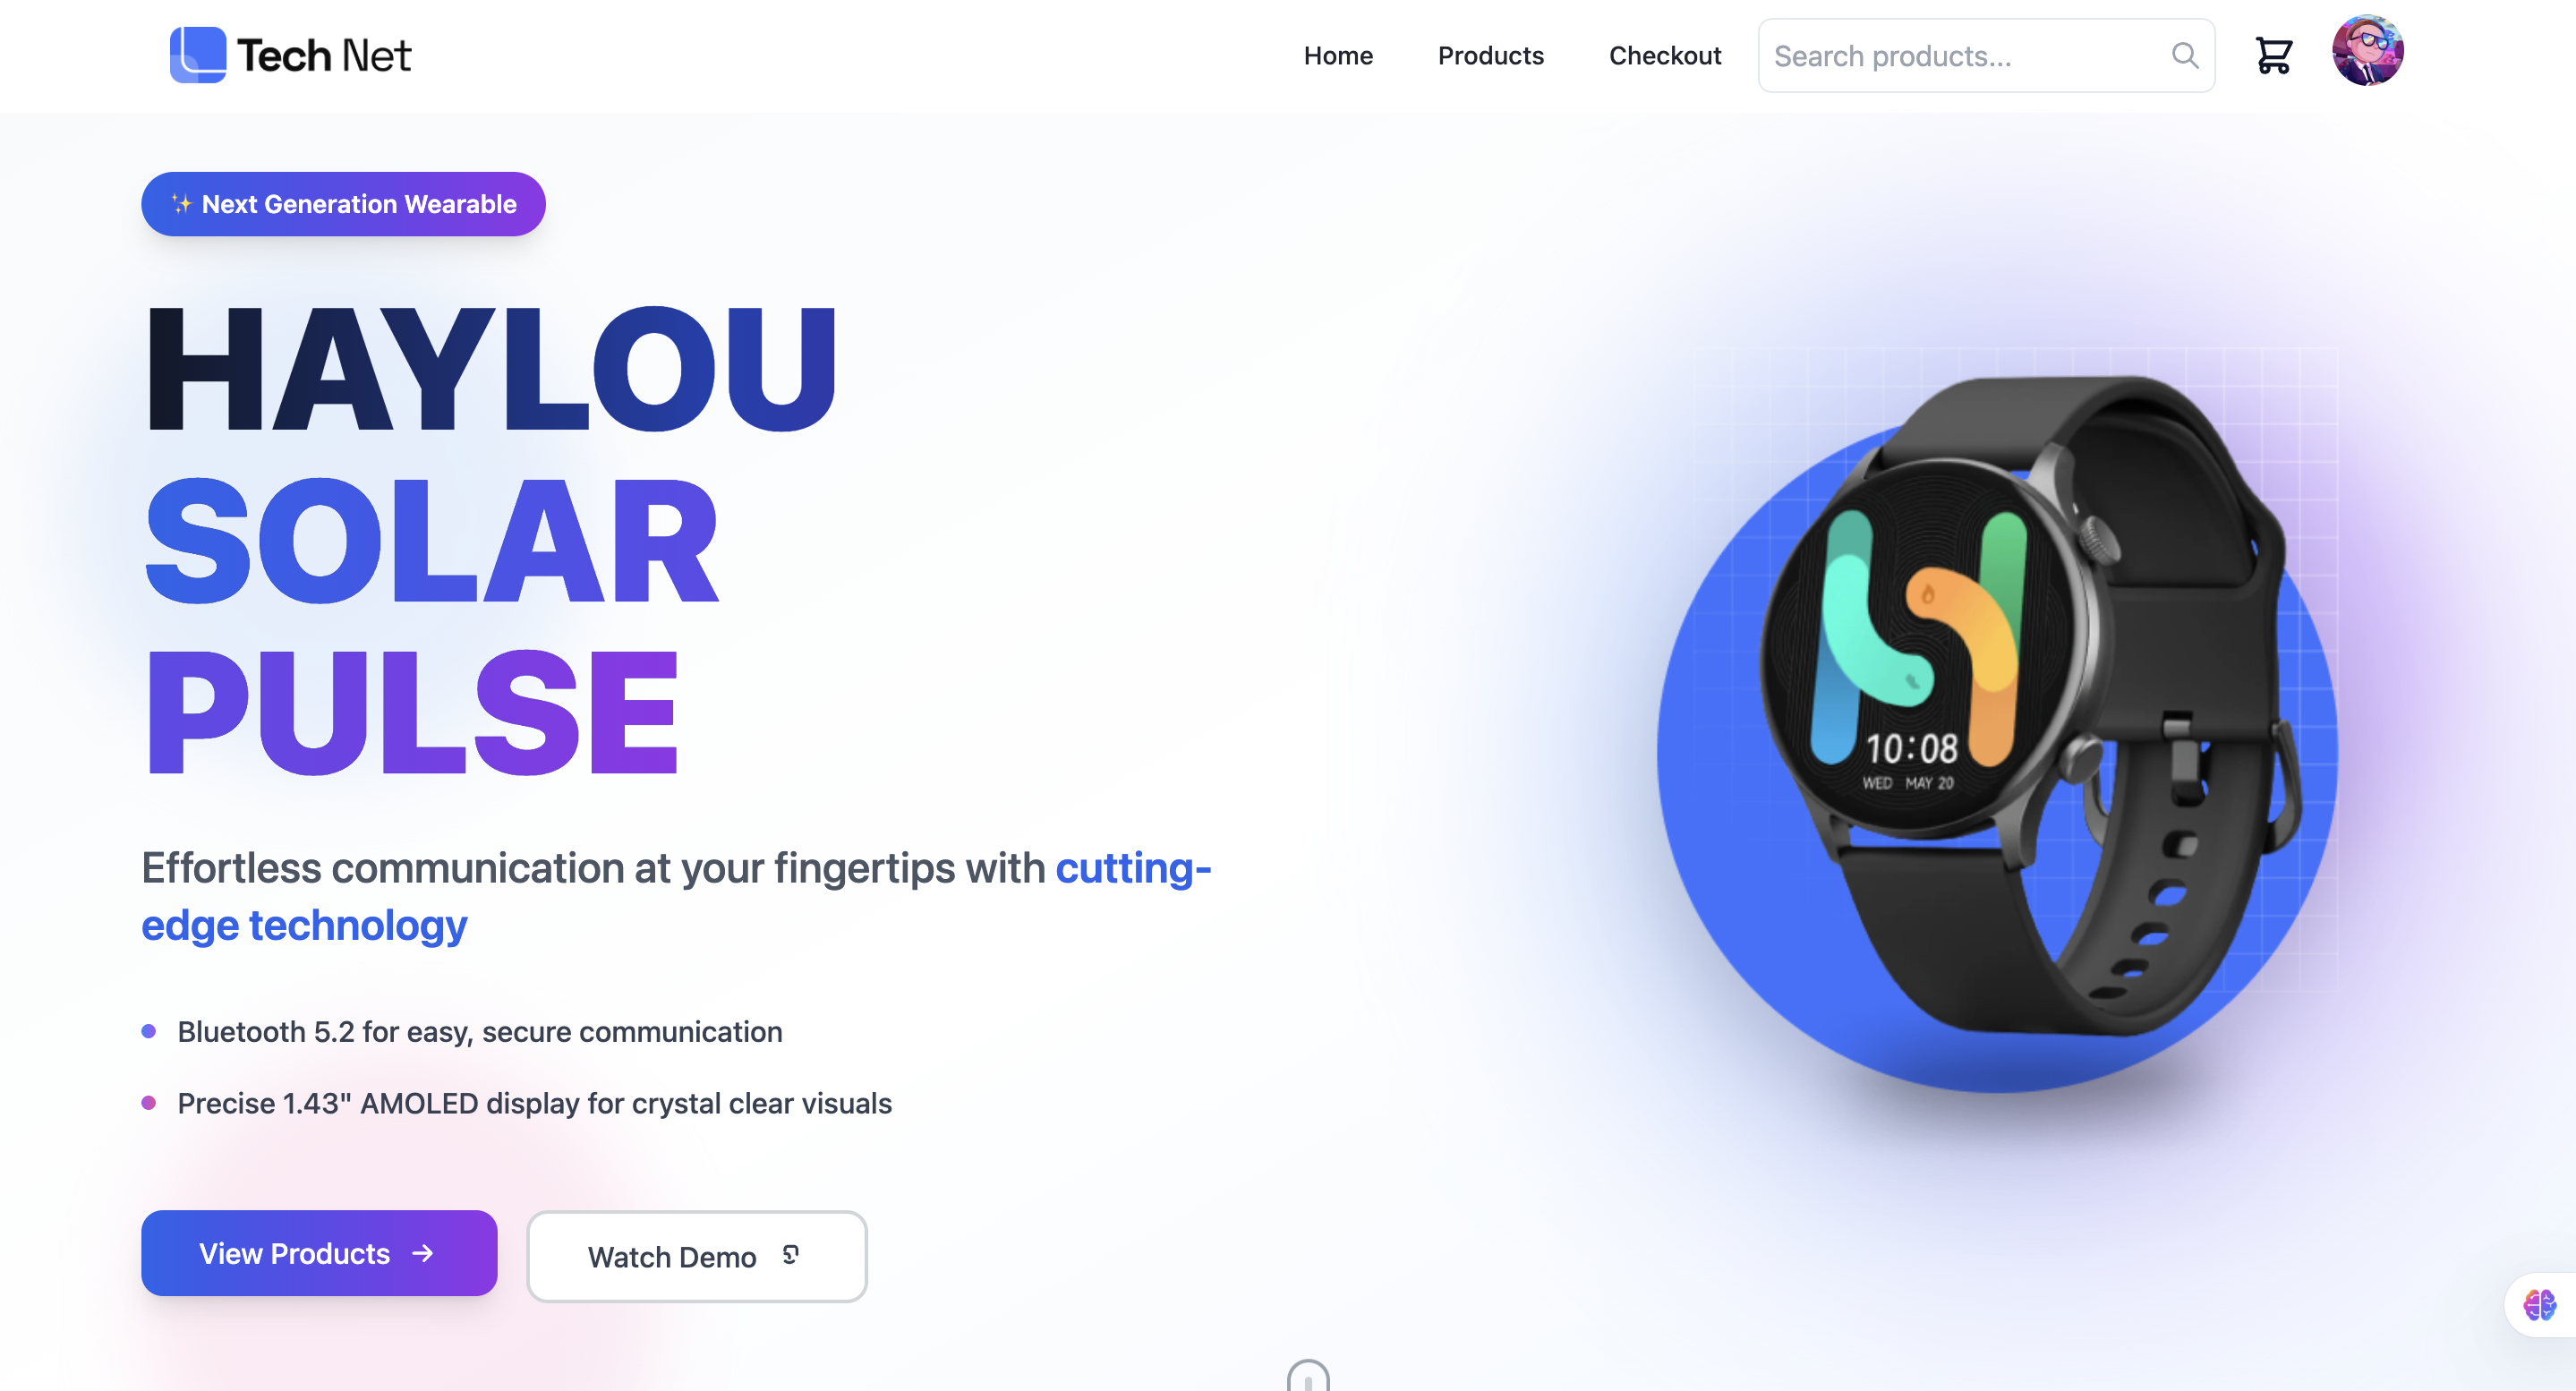 Tech Net
Home
Products
Checkout
Search products...
✨ Next Generation Wearable
HAYLOU
SOLAR
PULSE
Effortless communication at your fingertips with cutting-
edge technology
Bluetooth 5.2 for easy, secure communication
Precise 1.43" AMOLED display for crystal clear visuals
View Products →
Watch Demo
10:08
WED MAY 20